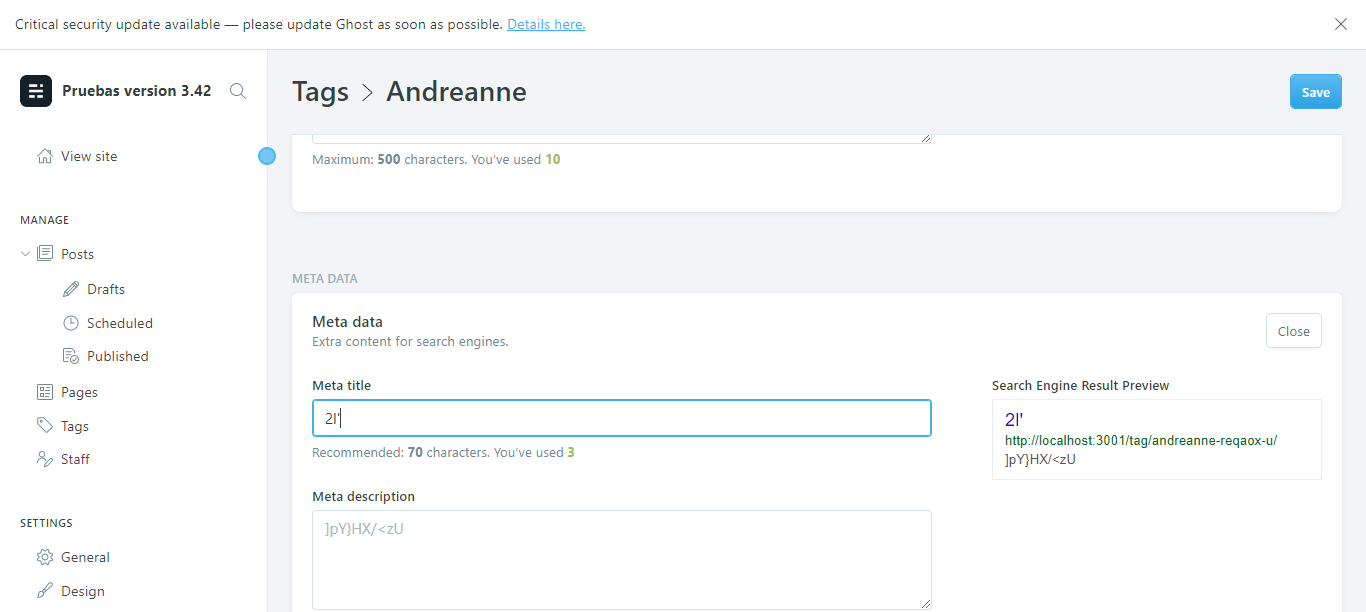 Critical security update available — please update Ghost as soon as possible. Details here.
Pruebas version 3.42
Tags > Andreanne
Save
View site
Maximum: 500 characters. You've used 10
MANAGE
Posts
Drafts
Scheduled
Published
Pages
Tags
Staff
SETTINGS
General
Design
META DATA
Meta data
Extra content for search engines.
Close
Meta title
2l'
Recommended: 70 characters. You've used 3
Meta description
]pY}HX/<zU
Search Engine Result Preview
2l'
http://localhost:3001/tag/andreanne-reqaox-u/
]pY}HX/<zU